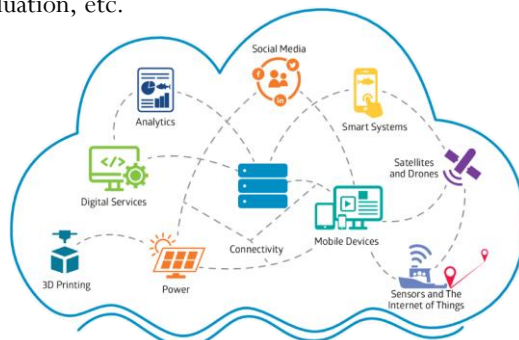 luation, etc.
Social Media
Analytics
Smart Systems
Satellites
and Drones
</>
Digital Services
Connectivity
Mobile Devices
3D Printing
Power
Sensors and The
Internet of Things